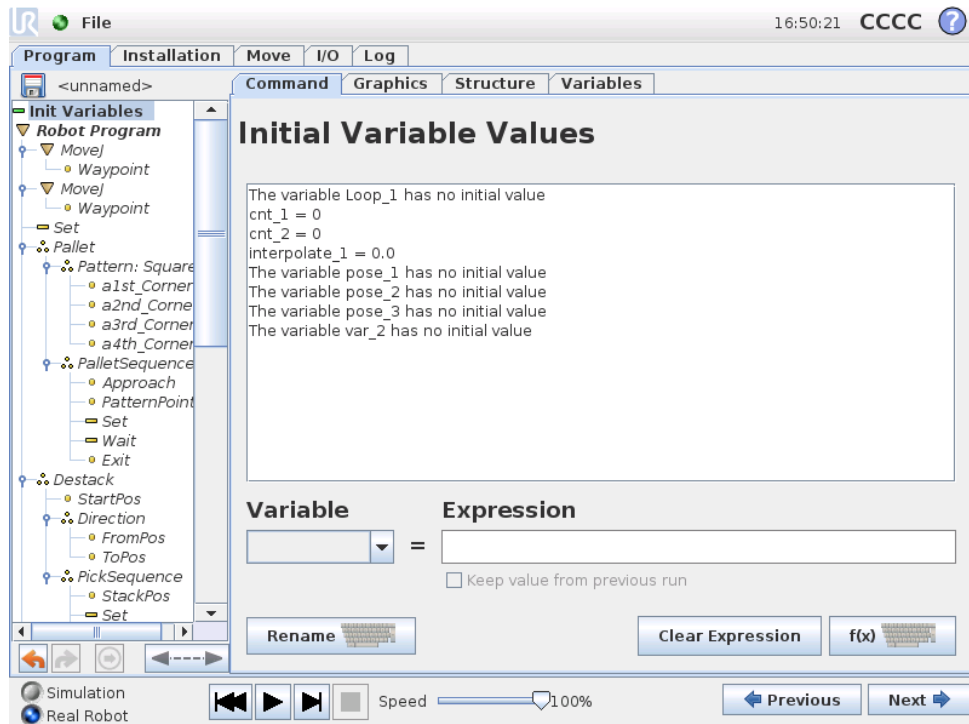 UR File 16:50:21 CCCC ?
Program Installation Move I/O Log
<unnamed>
Command Graphics Structure Variables
Init Variables
Robot Program
MoveJ
Waypoint
MoveJ
Waypoint
Set
Pallet
Pattern: Square
a1st_Corner
a2nd_Corne
a3rd_Corner
a4th_Corner
PalletSequence
Approach
PatternPoint
Set
Wait
Exit
Destack
StartPos
Direction
FromPos
ToPos
PickSequence
StackPos
Set
Initial Variable Values
The variable Loop_1 has no initial value
cnt_1 = 0
cnt_2 = 0
interpolate_1 = 0.0
The variable pose_1 has no initial value
The variable pose_2 has no initial value
The variable pose_3 has no initial value
The variable var_2 has no initial value
Variable Expression
=
Keep value from previous run
Rename Clear Expression f(x)
Simulation
Real Robot
Speed 100%
Previous Next